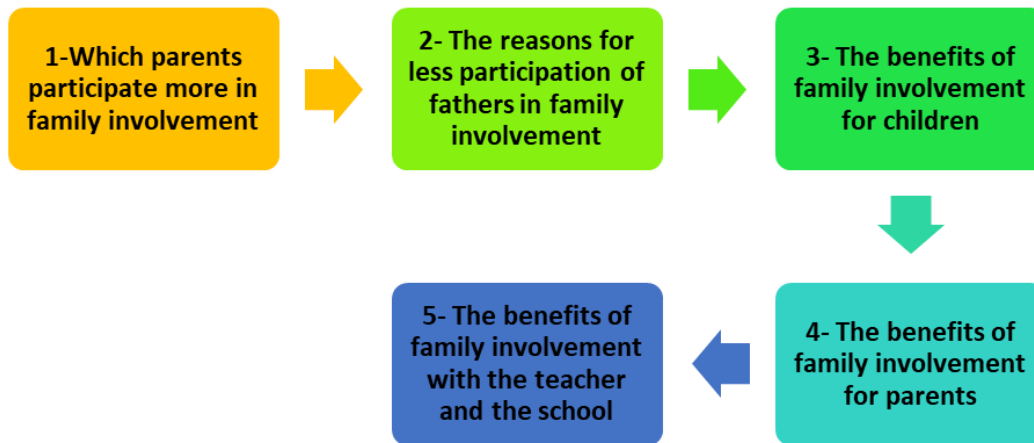 1-Which parents
participate more in
family involvement
2- The reasons for
less participation of
fathers in family
involvement
3- The benefits of
family involvement
for children
4- The benefits of
family involvement
for parents
5- The benefits of
family involvement
with the teacher
and the school